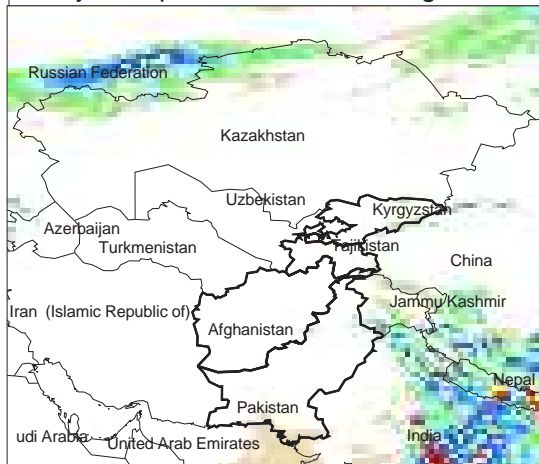 Russian Federation
Kazakhstan
Uzbekistan
Kyrgyzstan
Azerbaijan
Turkmenistan
Tajikistan
China
Iran (Islamic Republic of)
Jammu Kashmir
Afghanistan
Nepal
Pakistan
udi Arabia
United Arab Emirates
India